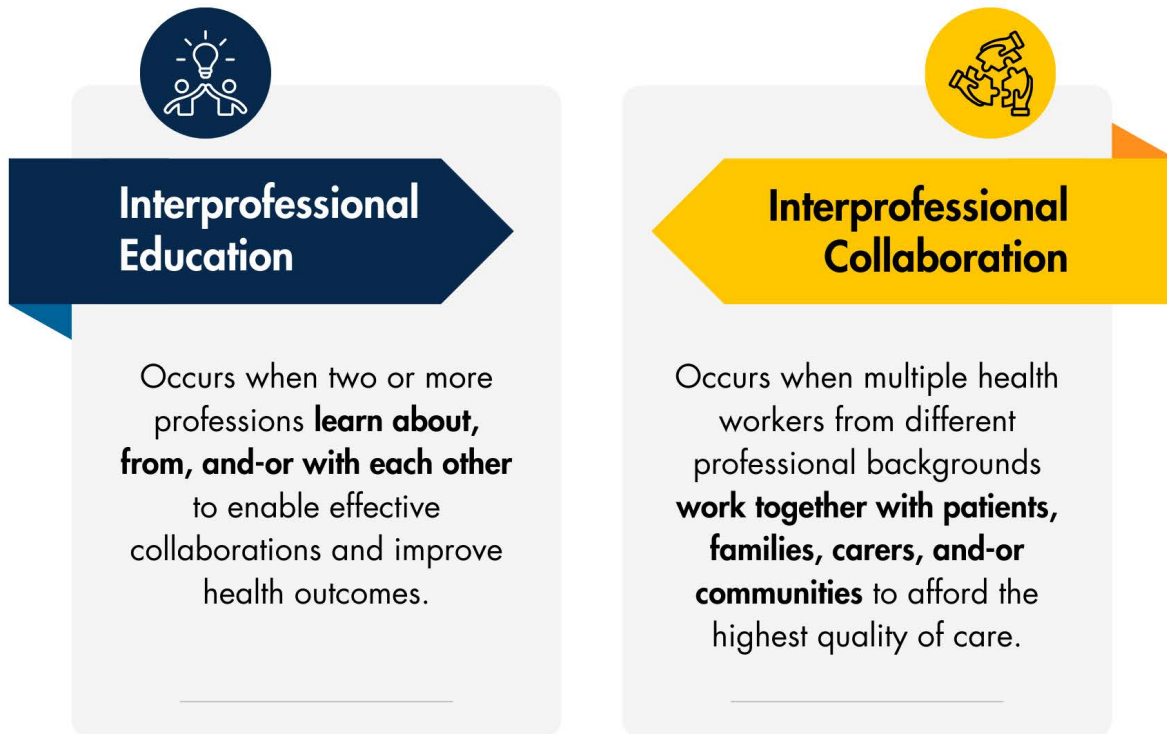 Interprofessional
Education
Occurs when two or more
professions learn about,
from, and-or with each other
to enable effective
collaborations and improve
health outcomes.
Interprofessional
Collaboration
Occurs when multiple health
workers from different
professional backgrounds
work together with patients,
families, carers, and-or
communities to afford the
highest quality of care.